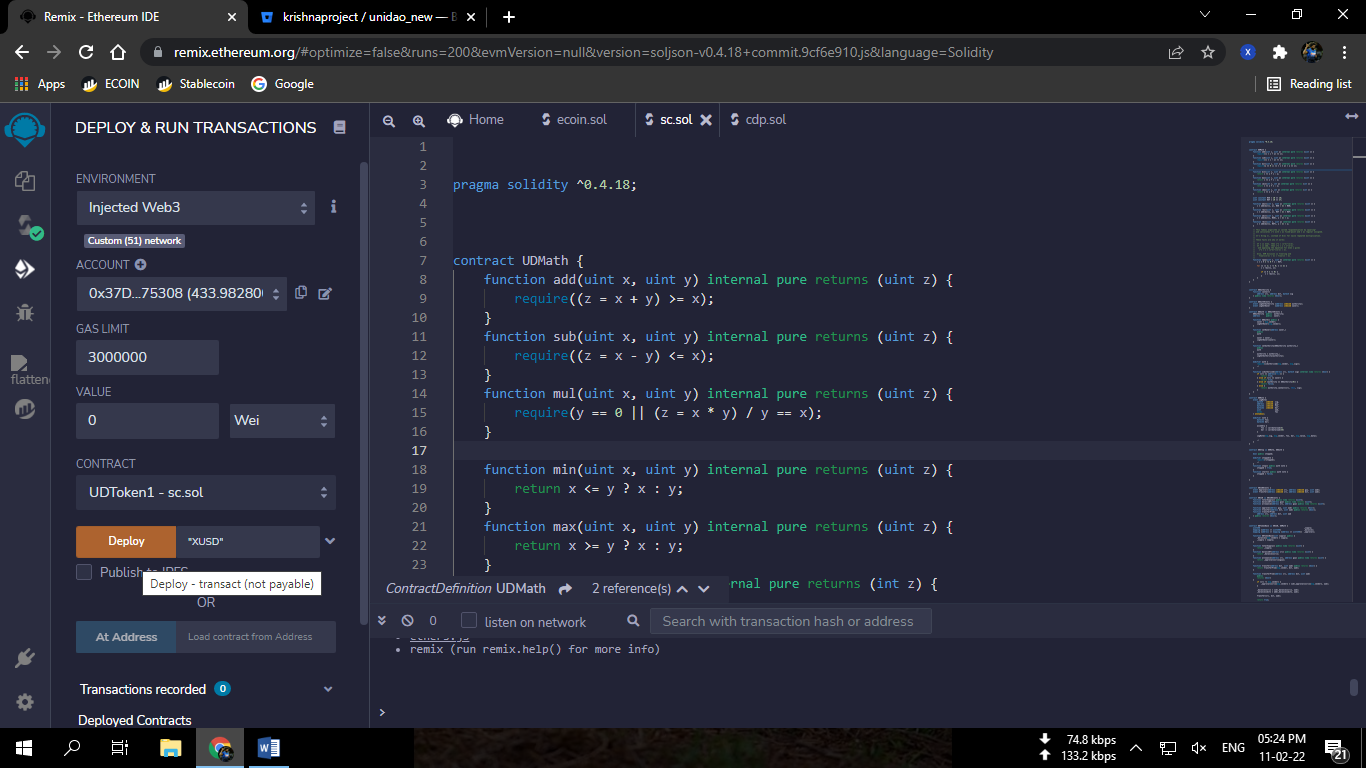 Remix - Ethereum IDE
krishnaproject / unidao_new — B
remix.ethereum.org/#optimize=false&runs=200&evmVersion=null&version=soljson-v0.4.18+commit.9cf6e910.js&language=Solidity
X
Apps
ECOIN
Stablecoin
Google
Reading list
DEPLOY & RUN TRANSACTIONS
Home
ecoin.sol
sc.sol
cdp.sol
ENVIRONMENT
Injected Web3
Custom (51) network
ACCOUNT
0x37D...75308 (433.98280
GAS LIMIT
3000000
VALUE
0
Wei
CONTRACT
UDToken1 - sc.sol
Deploy
"XUSD"
Publish to IPFS
Deploy - transact (not payable)
OR
At Address
Load contract from Address
Transactions recorded 0
Deployed Contracts
flattene
1
2
3 pragma solidity ^0.4.18;
4
5
6
7 contract UDMath {
8 function add(uint x, uint y) internal pure returns (uint z) {
9 require((z = x + y) >= x);
10 }
11 function sub(uint x, uint y) internal pure returns (uint z) {
12 require((z = x - y) <= x);
13 }
14 function mul(uint x, uint y) internal pure returns (uint z) {
15 require(y == 0 || (z = x * y) / y == x);
16 }
17
18 function min(uint x, uint y) internal pure returns (uint z) {
19 return x <= y ? x : y;
20 }
21 function max(uint x, uint y) internal pure returns (uint z) {
22 return x >= y ? x : y;
23 }
ContractDefinition UDMath 2 reference(s)
nal pure returns (int z) {
0
listen on network
Search with transaction hash or address
ethers.js
• remix (run remix.help() for more info)
>
74.8 kbps
133.2 kbps
ENG
05:24 PM
11-02-22
21